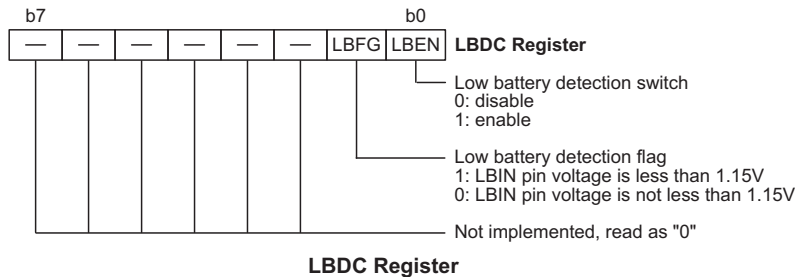 b7 b0
— — — — — — LBFG LBEN LBDC Register
Low battery detection switch
0: disable
1: enable
Low battery detection flag
1: LBIN pin voltage is less than 1.15V
0: LBIN pin voltage is not less than 1.15V
Not implemented, read as "0"
LBDC Register